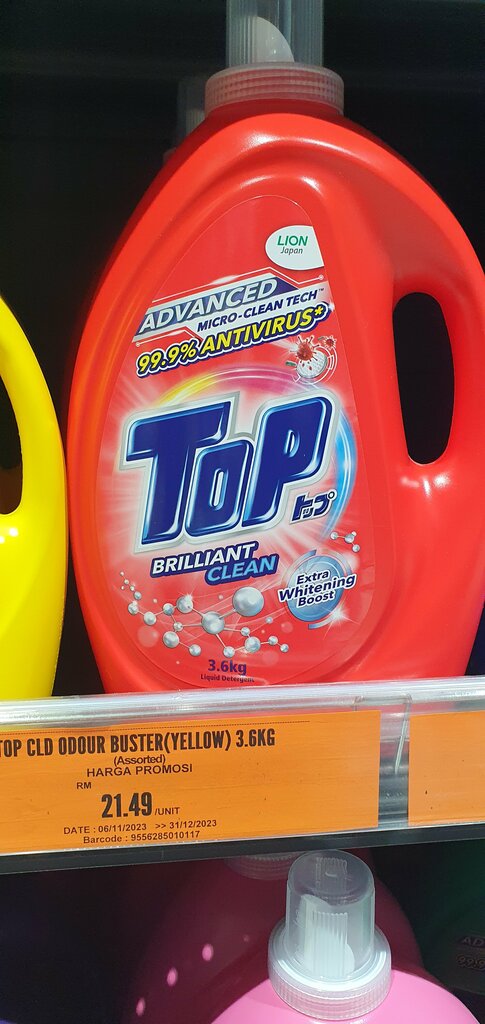 LION
Japan
ADVANCED
MICRO-CLEAN TECH™
99.9% ANTIVIRUS*
TOP
トップ
BRILLIANT
CLEAN
Extra
Whitening
Boost
3.6kg
Liquid Detergent
TOP CLD ODOUR BUSTER(YELLOW) 3.6KG
(Assorted)
HARGA PROMOSI
RM
21.49 /UNIT
DATE : 06/11/2023 >> 31/12/2023
Barcode : 9556285010117